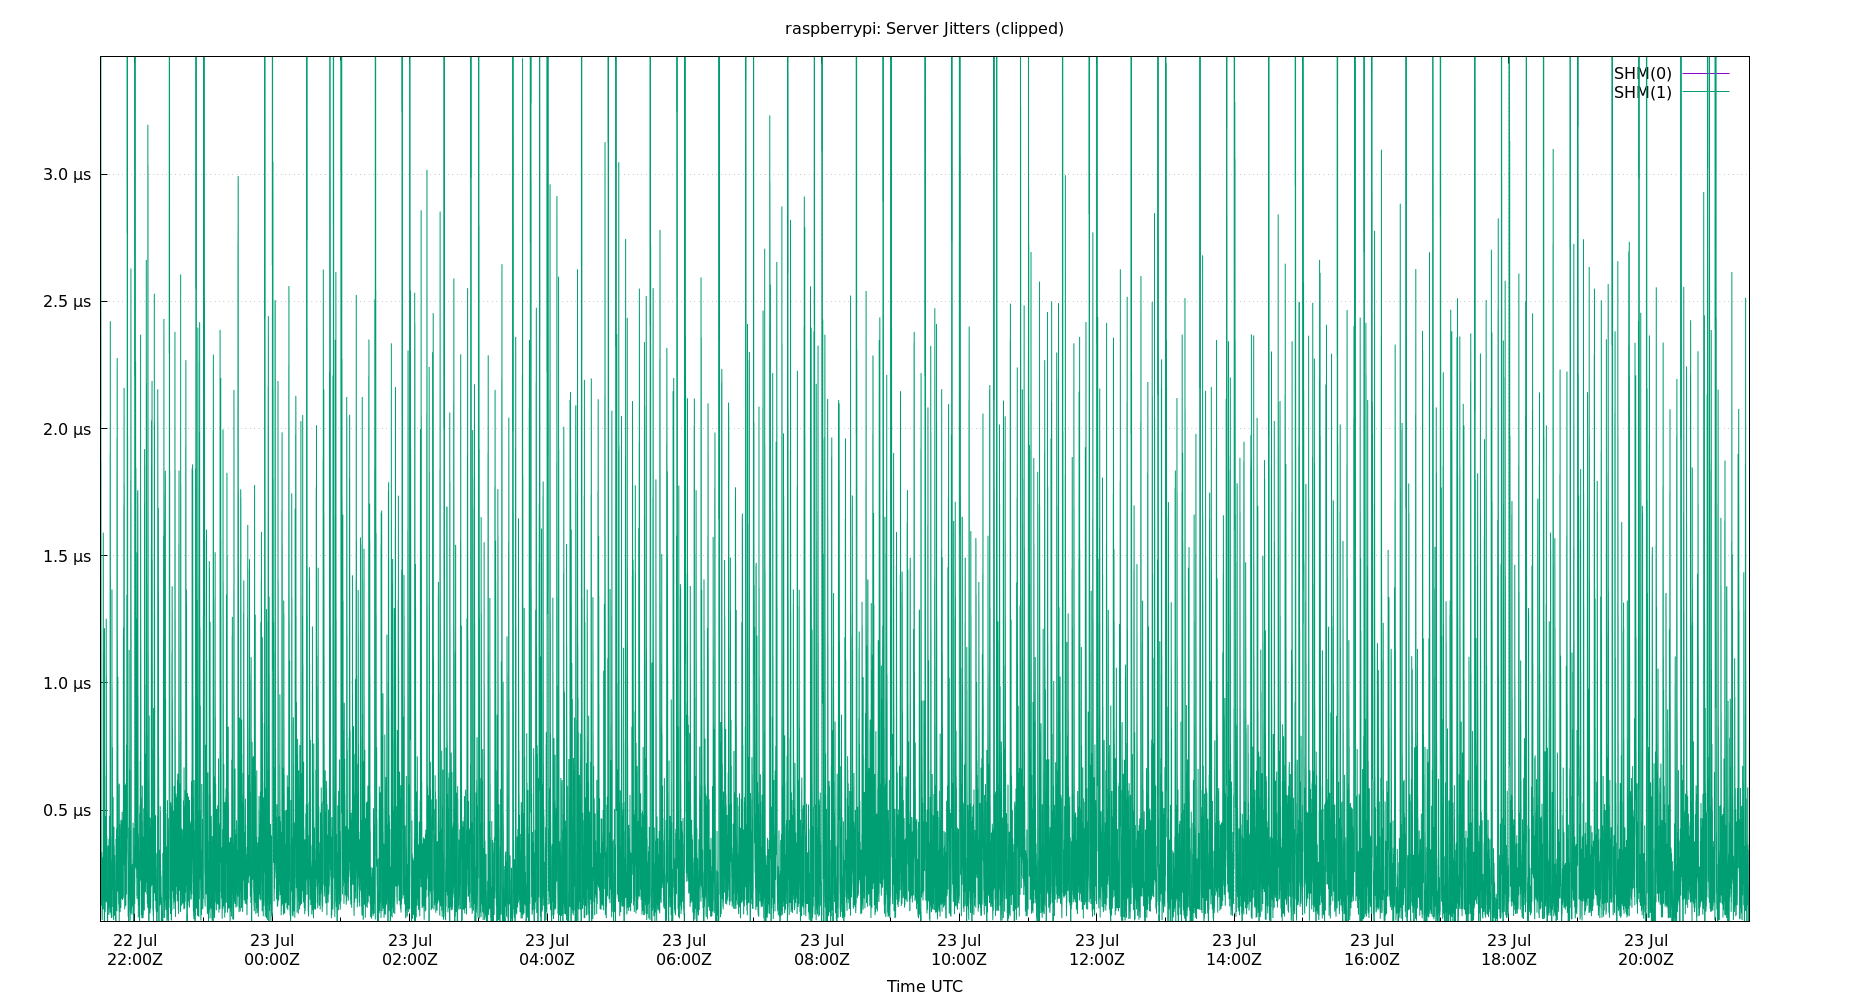 raspberrypi: Server Jitters (clipped)
SHM(0)
SHM(1)
3.0 μs
2.5 μs
2.0 μs
1.5 μs
1.0 μs
0.5 μs
22 Jul 23 Jul 23 Jul 23 Jul 23 Jul 23 Jul 23 Jul 23 Jul 23 Jul 23 Jul 23 Jul 23 Jul
22:00Z 00:00Z 02:00Z 04:00Z 06:00Z 08:00Z 10:00Z 12:00Z 14:00Z 16:00Z 18:00Z 20:00Z
Time UTC